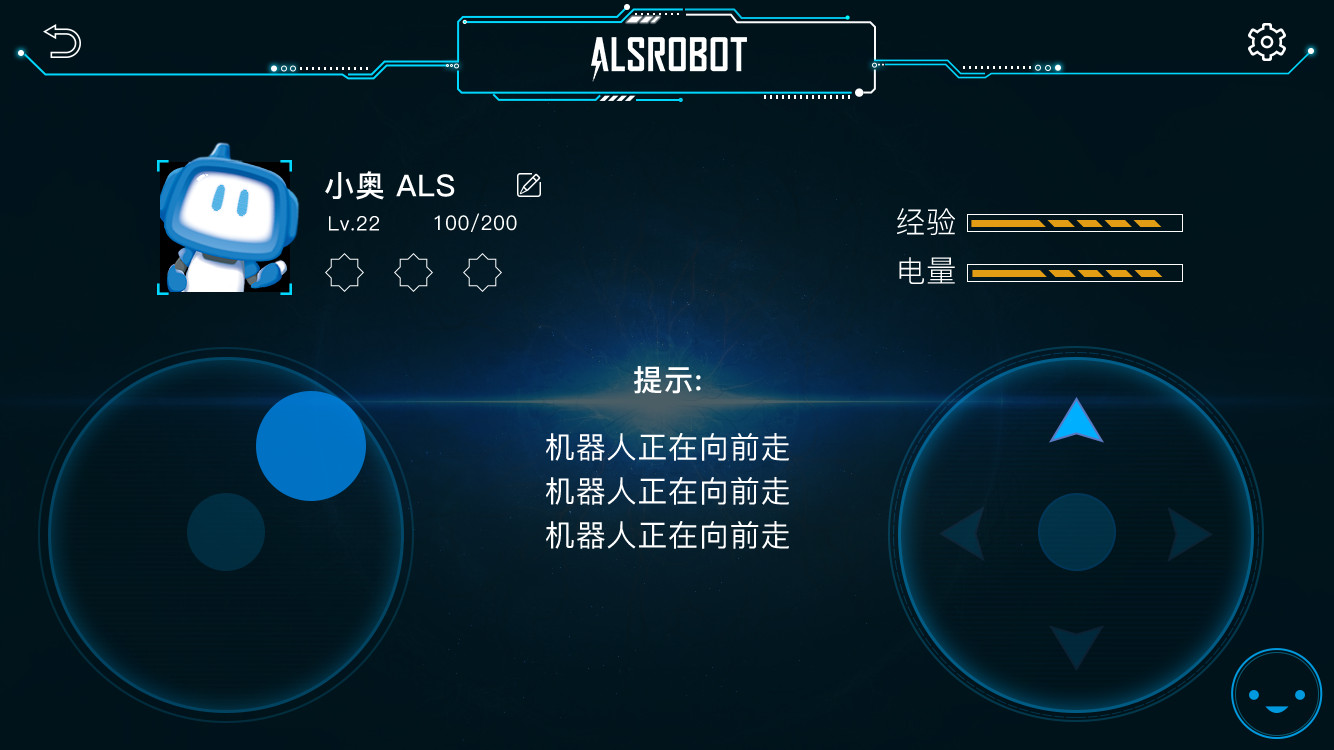 ALSROBOT
小奥 ALS
Lv.22 100/200
经验
电量
提示:
机器人正在向前走
机器人正在向前走
机器人正在向前走